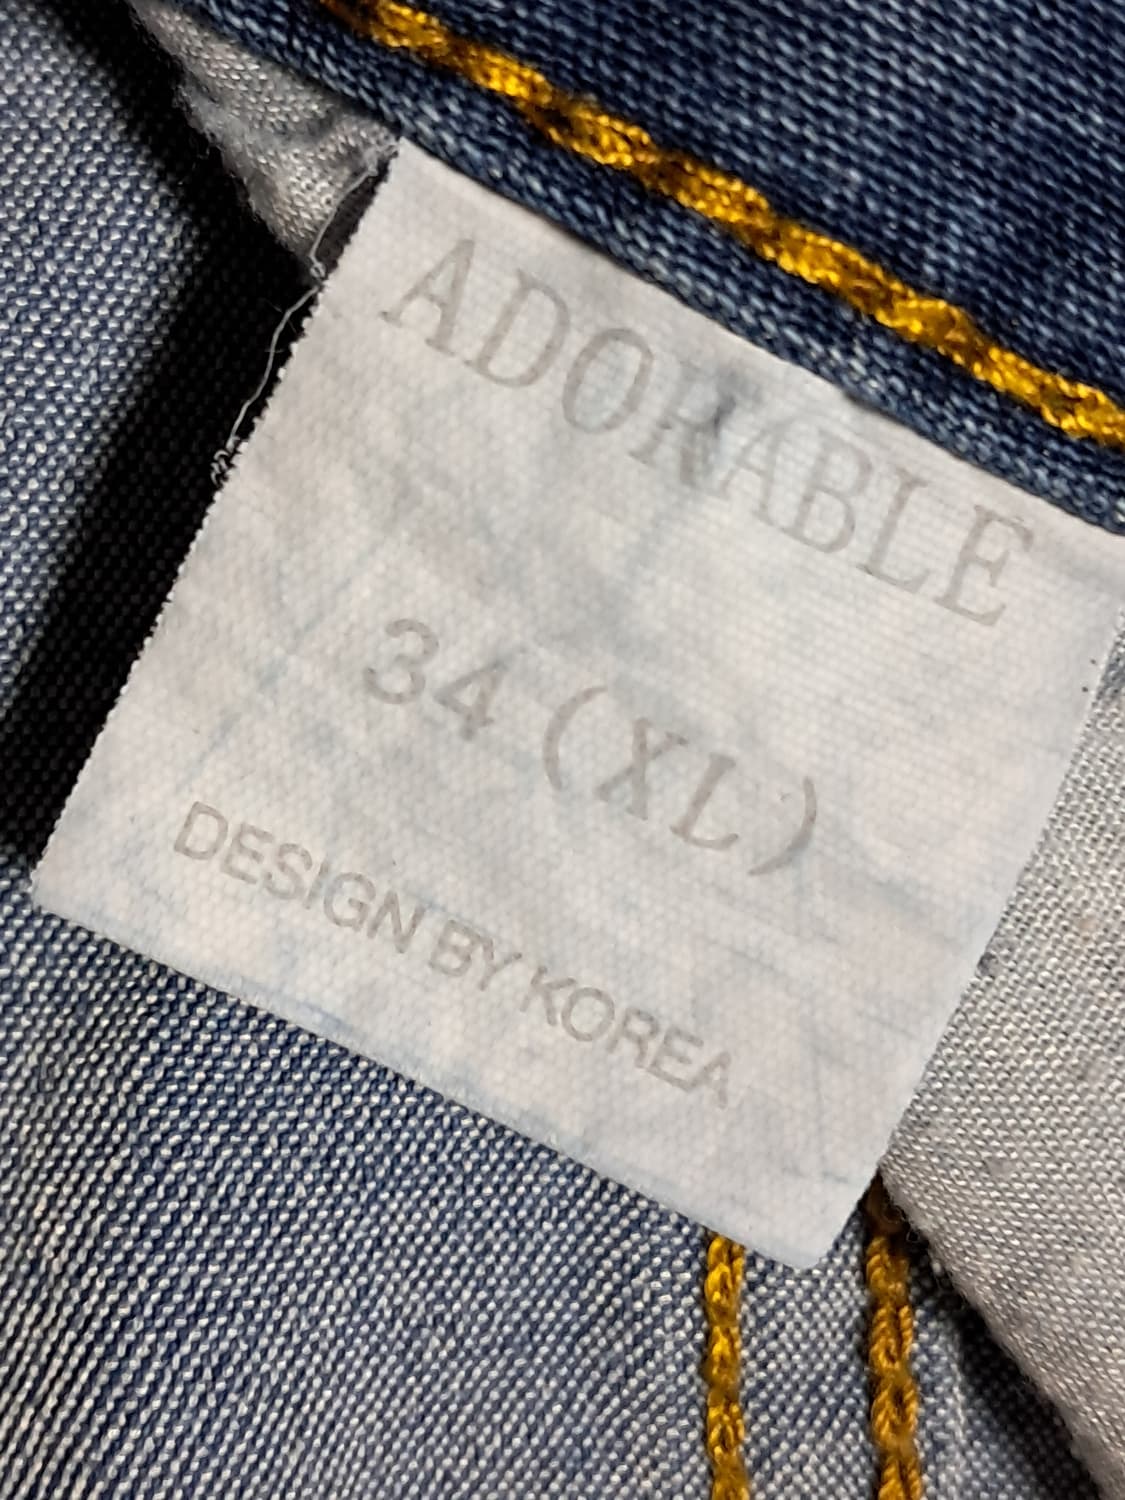 ADORABLE
34 (XL)
DESIGN BY KOREA